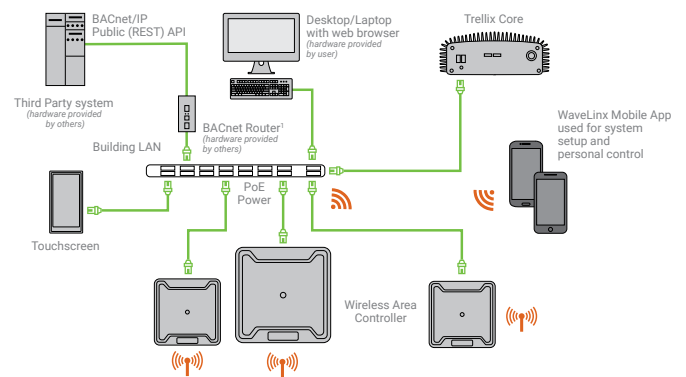 BACnet/IP
Public (REST) API
Desktop/Laptop
with web browser
(hardware provided
by user)
Trellix Core
Third Party system
(hardware provided
by others)
BACnet Router¹
(hardware provided
by others)
Building LAN
WaveLinx Mobile App
used for system
setup and
personal control
PoE
Power
Touchscreen
Wireless Area
Controller